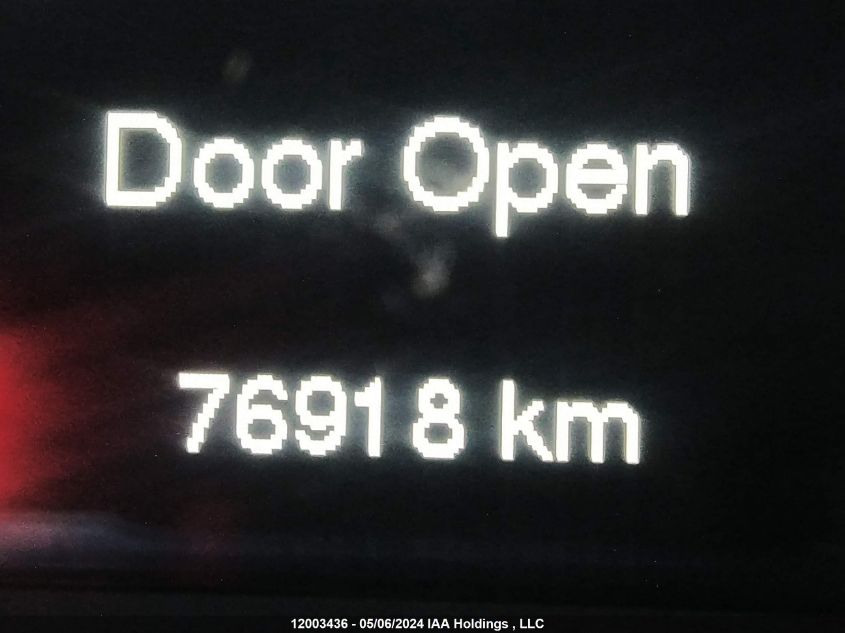 Door Open
76918 km
12003436 - 05/06/2024 IAA Holdings , LLC